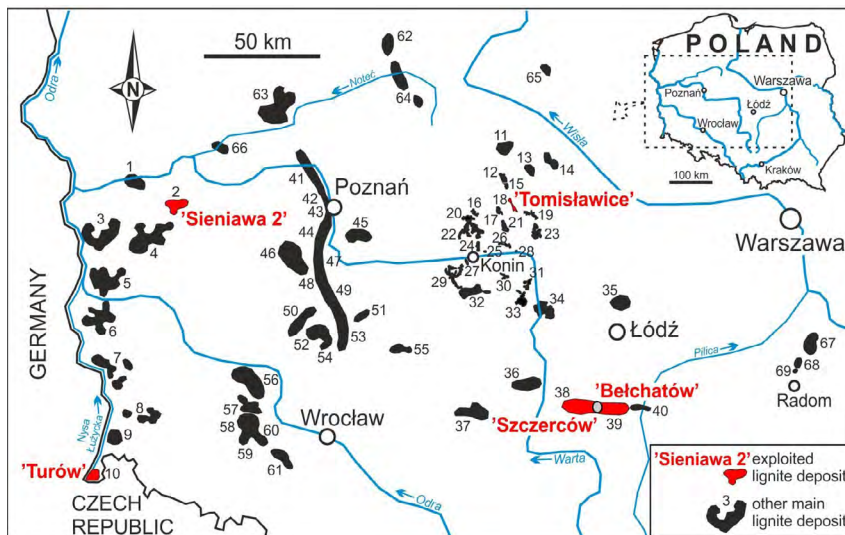 50 km
N
Odra
Noteć
Wisła
POLAND
Poznań
Warszawa
Łódź
Wrocław
Kraków
100 km
62
63
64
65
66
1
2
'Sieniawa 2'
3
4
5
6
7
8
9
10
'Turów'
GERMANY
Nysa
Łużycka
CZECH
REPUBLIC
41
42
43
44
Poznań
45
46
47
48
49
50
51
52
53
54
55
56
57
58
59
60
61
Wrocław
Odra
11
12
13
14
15
16
17
18
'Tomisławice'
19
20
21
22
23
24
25
26
27
28
Konin
29
30
31
32
33
34
35
Łódź
36
37
38
39
40
'Bełchatów'
'Szczerców'
Warta
Pilica
Warszawa
67
68
69
Radom
'Sieniawa 2' exploited
lignite deposit
3 other main
lignite deposit